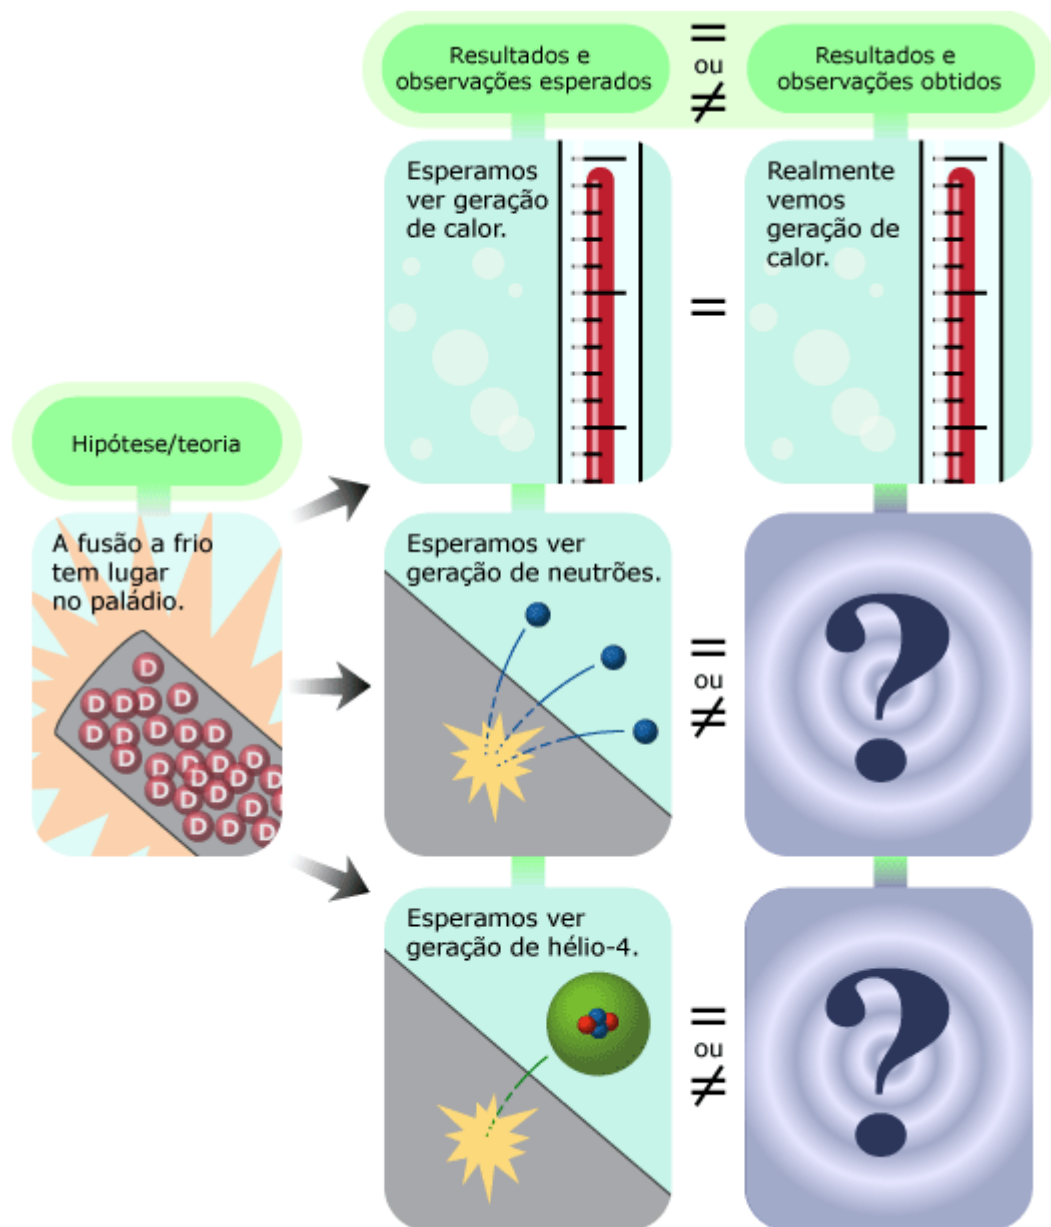 Resultados e
observações esperados
=
ou
≠
Resultados e
observações obtidos
Esperamos
ver geração
de calor.
=
Realmente
vemos
geração de
calor.
Hipótese/teoria
A fusão a frio
tem lugar
no paládio.
D
D
D D D
D D D D D
D D D D D
D D D D D
D D D D
D D D
Esperamos ver
geração de neutrões.
=
ou
≠
?
Esperamos ver
geração de hélio-4.
=
ou
≠
?